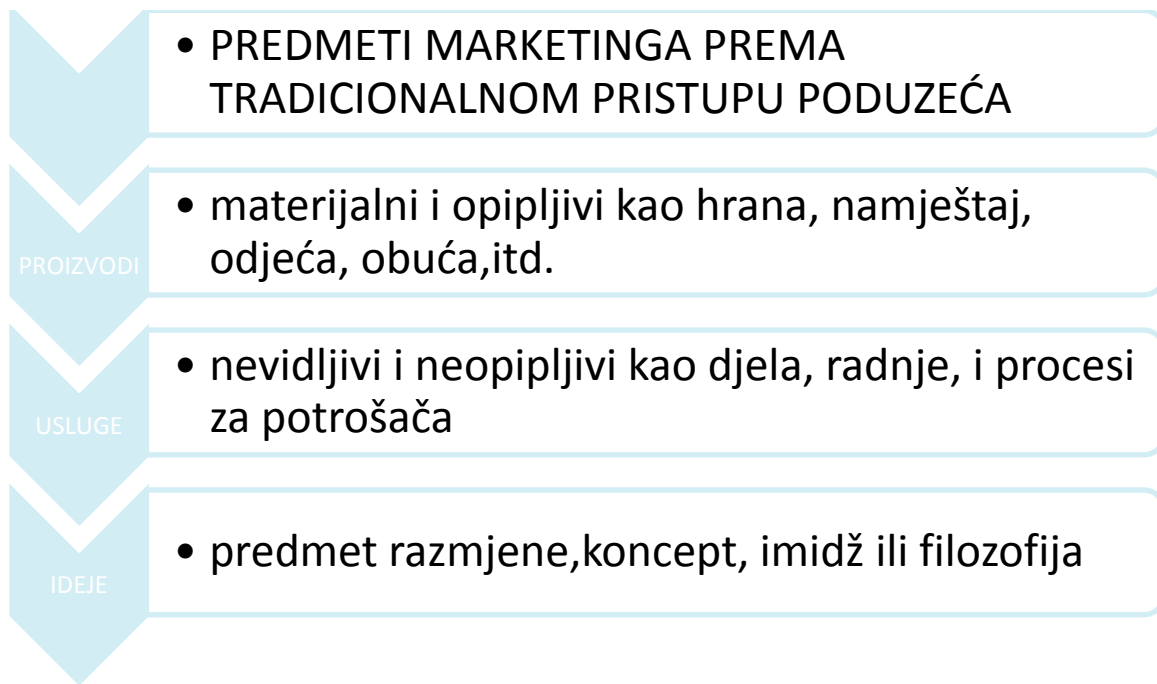 • PREDMETI MARKETINGA PREMA
TRADICIONALNOM PRISTUPU PODUZEĆA
PROIZVODI
• materijalni i opipljivi kao hrana, namještaj,
odjeća, obuća,itd.
USLUGE
• nevidljivi i neopipljivi kao djela, radnje, i procesi
za potrošača
IDEJE
• predmet razmjene,koncept, imidž ili filozofija